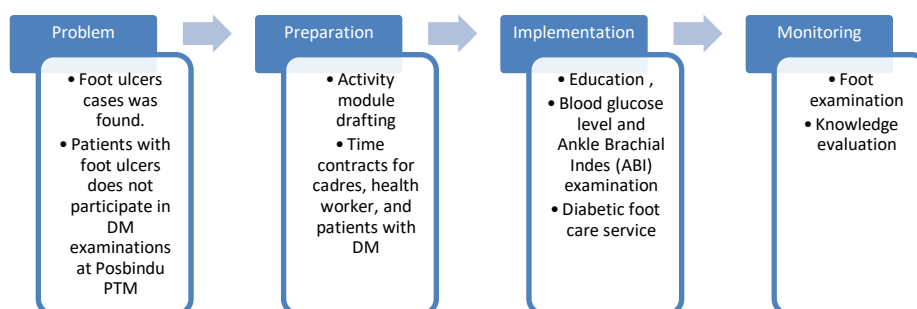 Problem
• Foot ulcers
cases was
found.
• Patients with
foot ulcers
does not
participate in
DM
examinations
at Posbindu
PTM
Preparation
• Activity
module
drafting
• Time
contracts for
cadres, health
worker, and
patients with
DM
Implementation
• Education ,
• Blood glucose
level and
Ankle Brachial
Indes (ABI)
examination
• Diabetic foot
care service
Monitoring
• Foot
examination
• Knowledge
evaluation